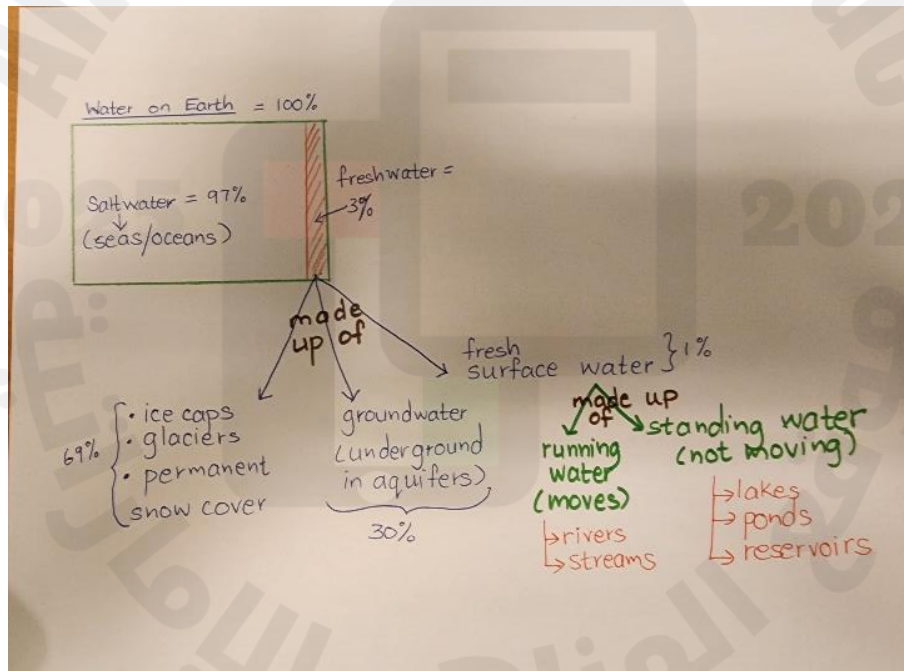 Water on Earth = 100%
Saltwater = 97%
(seas/oceans)
freshwater =
3%
made
up of
69%
• ice caps
• glaciers
• permanent
snow cover
groundwater
(underground
in aquifers)
30%
fresh
surface water } 1%
made up
of
running
water
(moves)
rivers
streams
standing water
(not moving)
lakes
ponds
reservoirs
202